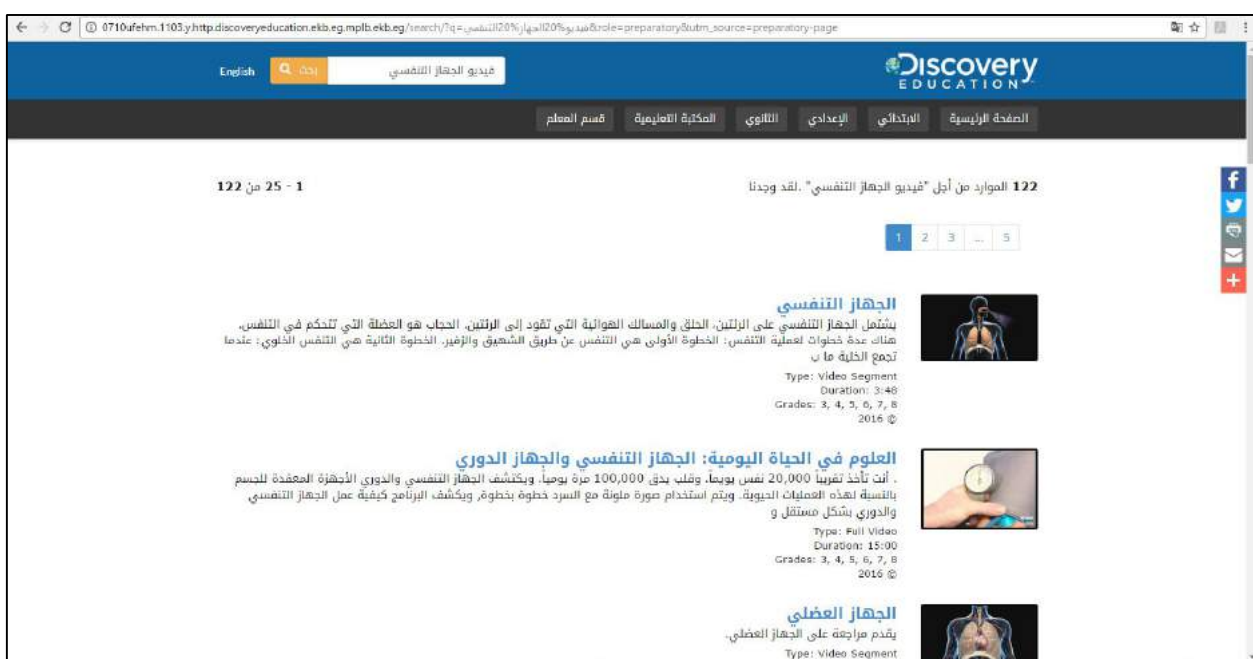 0710ufehm.1103.y.http.discoveryeducation.ekb.eg.mplb.ekb.eg/search/?q=فيديو%20الجهاز%20التنفسي&role=preparatory&utm_source=preparatory-page
DISCOVERY
EDUCATION
فيديو الجهاز التنفسي
بحث
English
الصفحة الرئيسية
الابتدائي
الإعدادي
الثانوي
المكتبة التعليمية
قسم المعلم
122 الموارد من أجل "فيديو الجهاز التنفسي" .لقد وجدنا
1 - 25 من 122
1 2 3 ... 5
الجهاز التنفسي
يشتمل الجهاز التنفسي على الرئتين، الحلق والمسالك الهوائية التي تقود إلى الرئتين. الحجاب هو العضلة التي تتحكم في التنفس.
هناك عدة خطوات لعملية التنفس: الخطوة الأولى هي التنفس عن طريق الشهيق والزفير. الخطوة الثانية هي التنفس الخلوي: عندما
تجمع الخلية ما ب
Type: Video Segment
Duration: 3:48
Grades: 3, 4, 5, 6, 7, 8
2016 ©
العلوم في الحياة اليومية: الجهاز التنفسي والجهاز الدوري
. أنت تأخذ تقريباً 20,000 نفس يومياً، وقلب يدق 100,000 مرة يومياً. ويكتشف الجهاز التنفسي والدوري الأجهزة المعقدة للجسم
بالنسبة لهذه العمليات الحيوية. ويتم استخدام صورة ملونة مع السرد خطوة بخطوة, ويكشف البرنامج كيفية عمل الجهاز التنفسي
والدوري بشكل مستقل و
Type: Full Video
Duration: 15:00
Grades: 3, 4, 5, 6, 7, 8
2016 ©
الجهاز العضلي
يقدم مراجعة على الجهاز العضلي.
Type: Video Segment